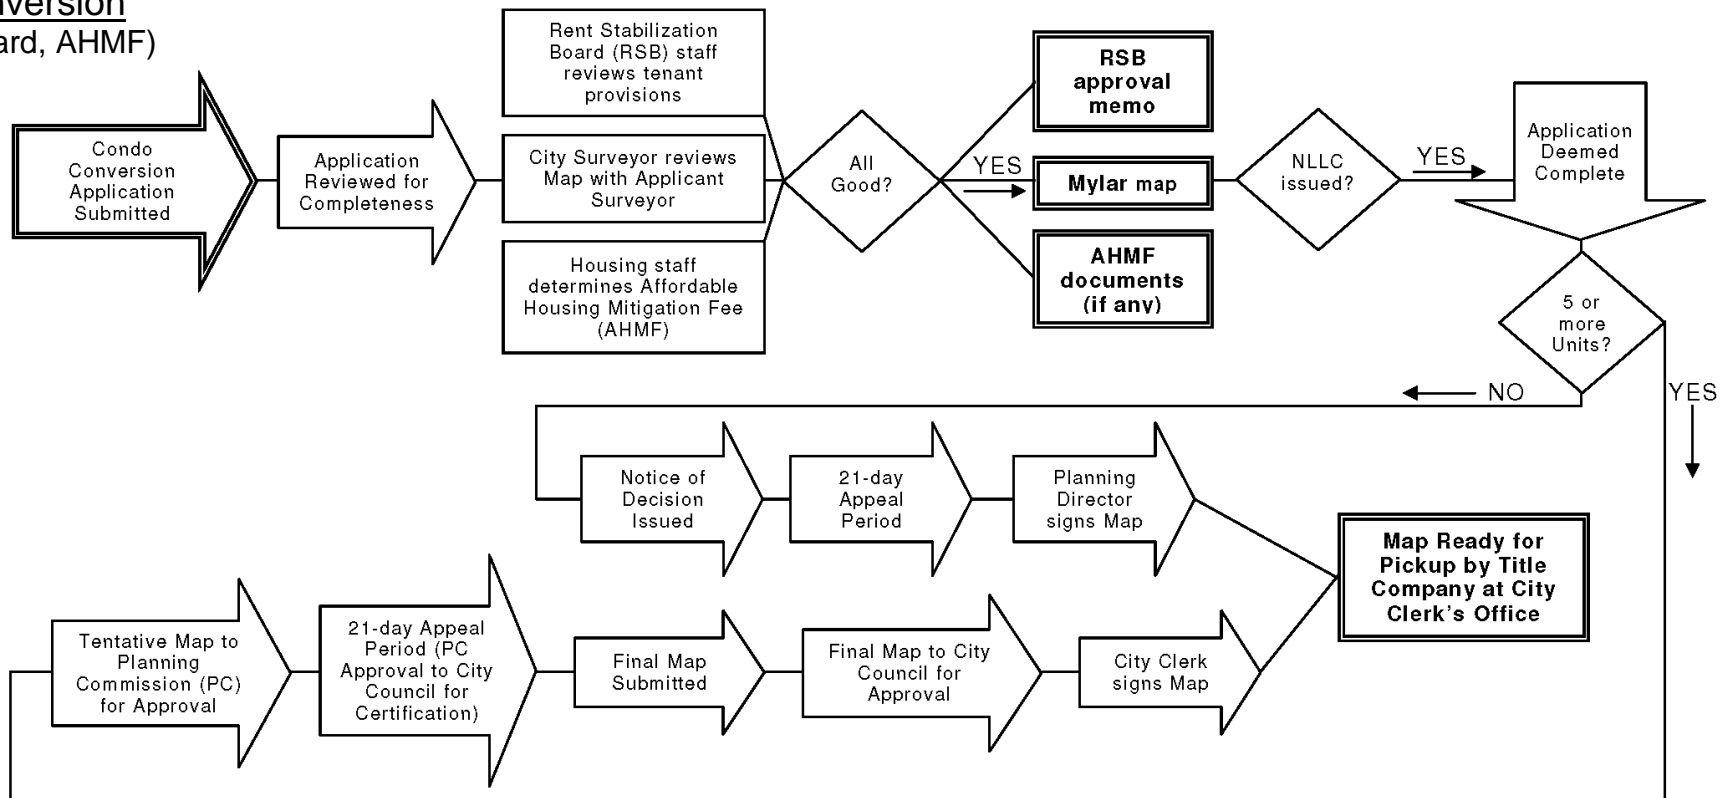 ard, AHMF)
Condo
Conversion
Application
Submitted
Application
Reviewed for
Completeness
Rent Stabilization
Board (RSB) staff
reviews tenant
provisions
City Surveyor reviews
Map with Applicant
Surveyor
Housing staff
determines Affordable
Housing Mitigation Fee
(AHMF)
All
Good?
YES
RSB
approval
memo
Mylar map
AHMF
documents
(if any)
NLLC
issued?
YES
Application
Deemed
Complete
5 or
more
Units?
NO
YES
Notice of
Decision
Issued
21-day
Appeal
Period
Planning
Director
signs Map
Tentative Map to
Planning
Commission (PC)
for Approval
21-day Appeal
Period (PC
Approval to City
Council for
Certification)
Final Map
Submitted
Final Map to City
Council for
Approval
City Clerk
signs Map
Map Ready for
Pickup by Title
Company at City
Clerk's Office